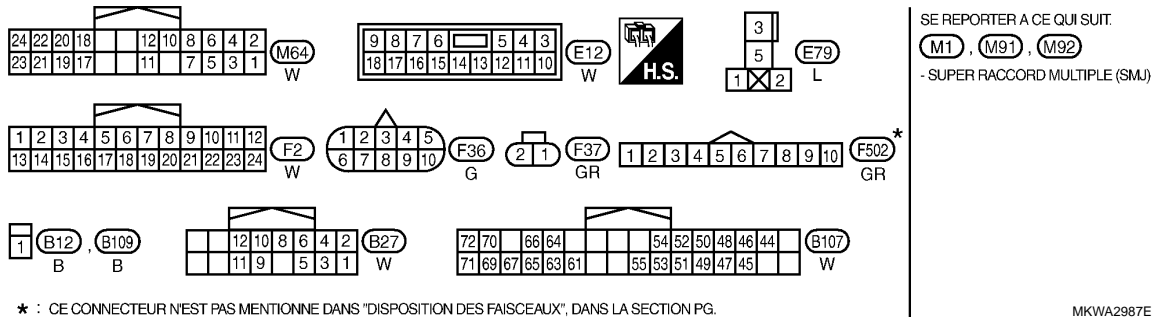 24 22 20 18 12 10 8 6 4 2
23 21 19 17 11 7 5 3 1
M64
W
9 8 7 6 5 4 3
18 17 16 15 14 13 12 11 10
E12
W
H.S.
3
5
1 2
E79
L
SE REPORTER A CE QUI SUIT.
M1 , M91 , M92
- SUPER RACCORD MULTIPLE (SMJ)
1 2 3 4 5 6 7 8 9 10 11 12
13 14 15 16 17 18 19 20 21 22 23 24
F2
W
1 2 3 4 5
6 7 8 9 10
F36
G
2 1
F37
GR
1 2 3 4 5 6 7 8 9 10
F502 *
GR
1
B12 , B109
B B
12 10 8 6 4 2
11 9 5 3 1
B27
W
72 70 66 64 54 52 50 48 46 44
71 69 67 65 63 61 55 53 51 49 47 45
B107
W
* : CE CONNECTEUR N'EST PAS MENTIONNE DANS "DISPOSITION DES FAISCEAUX", DANS LA SECTION PG.
MKWA2987E